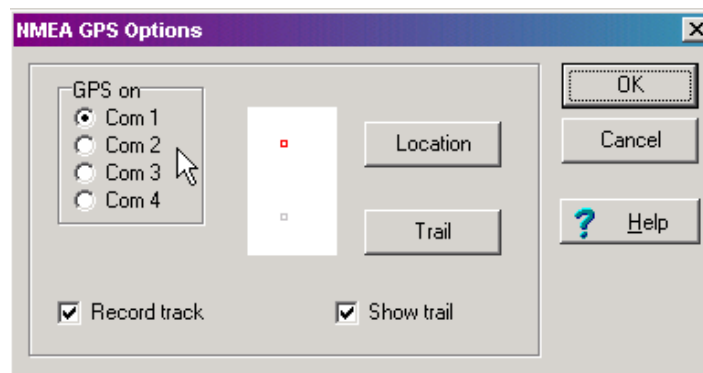 NMEA GPS Options
GPS on
Com 1
Com 2
Com 3
Com 4
Location
Trail
Record track
Show trail
OK
Cancel
? Help